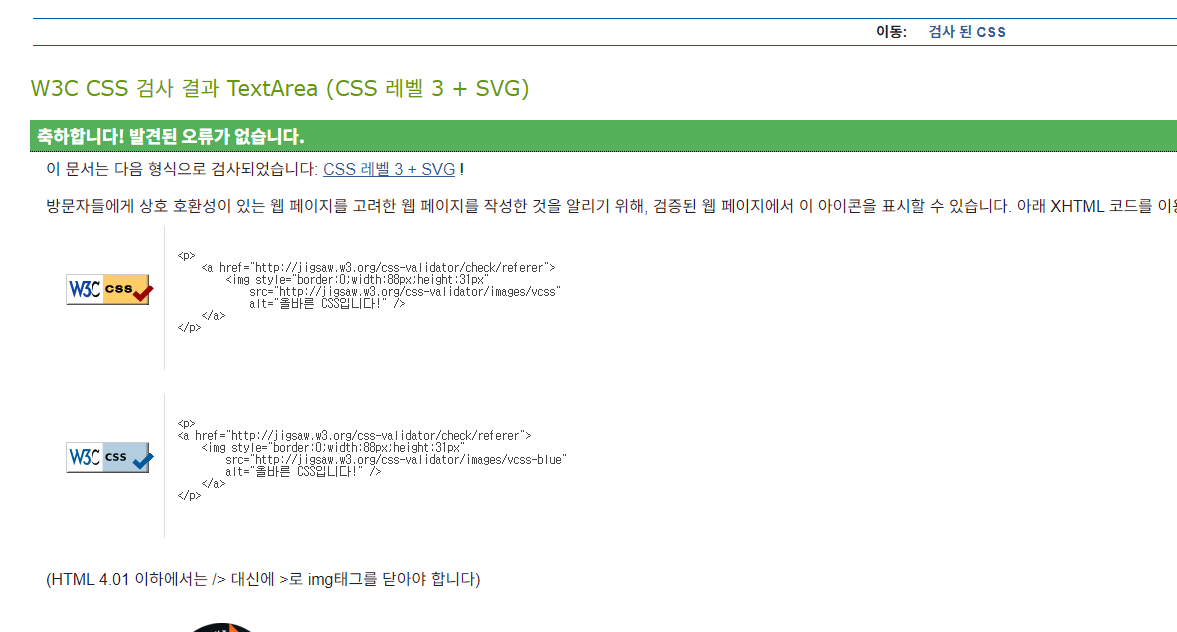 이동: 검사 된 CSS
W3C CSS 검사 결과 TextArea (CSS 레벨 3 + SVG)
축하합니다! 발견된 오류가 없습니다.
이 문서는 다음 형식으로 검사되었습니다: CSS 레벨 3 + SVG !
방문자들에게 상호 호환성이 있는 웹 페이지를 고려한 웹 페이지를 작성한 것을 알리기 위해, 검증된 웹 페이지에서 이 아이콘을 표시할 수 있습니다. 아래 XHTML 코드를
<p>
<a href="http://jigsaw.w3.org/css-validator/check/referer">
<img style="border:0;width:88px;height:31px"
W3C css
src="http://jigsaw.w3.org/css-validator/images/vcss"
alt="올바른 CSS입니다!" />
</a>
</p>
<p>
<a href="http://jigsaw.w3.org/css-validator/check/referer">
<img style="border:0;width:88px;height:31px"
W3C css
src="http://jigsaw.w3.org/css-validator/images/vcss-blue"
alt="올바른 CSS입니다!" />
</a>
</p>
(HTML 4.01 이하에서는 /> 대신에 >로 img태그를 닫아야 합니다)